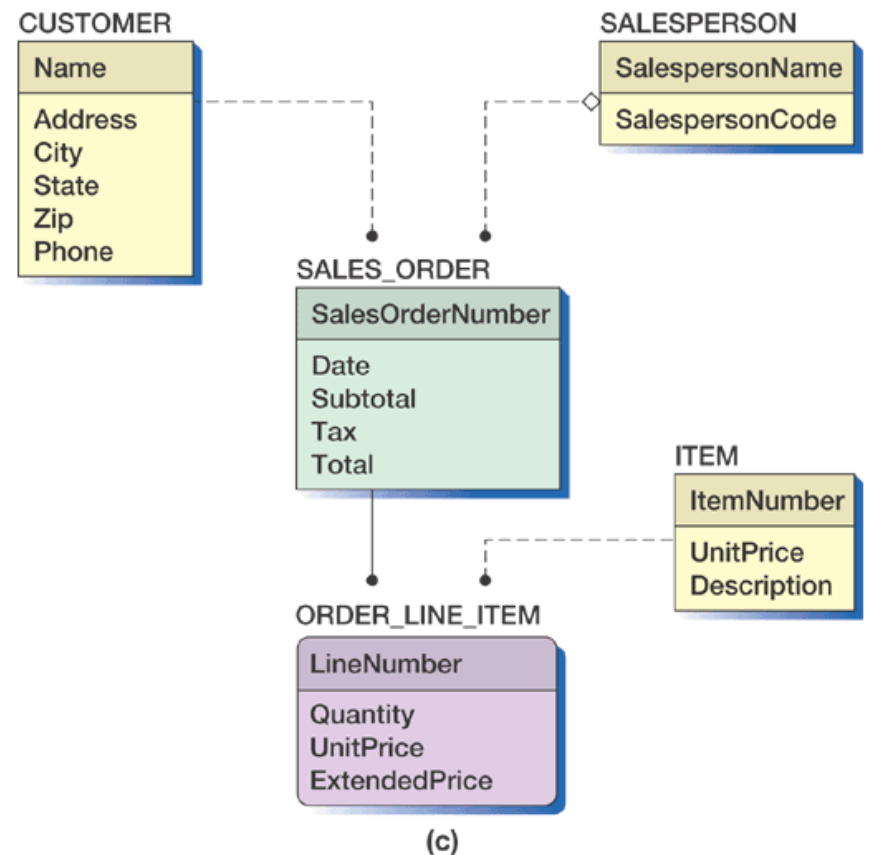 CUSTOMER
Name
Address
City
State
Zip
Phone
SALESPERSON
SalespersonName
SalespersonCode
SALES_ORDER
SalesOrderNumber
Date
Subtotal
Tax
Total
ITEM
ItemNumber
UnitPrice
Description
ORDER_LINE_ITEM
LineNumber
Quantity
UnitPrice
ExtendedPrice
(c)